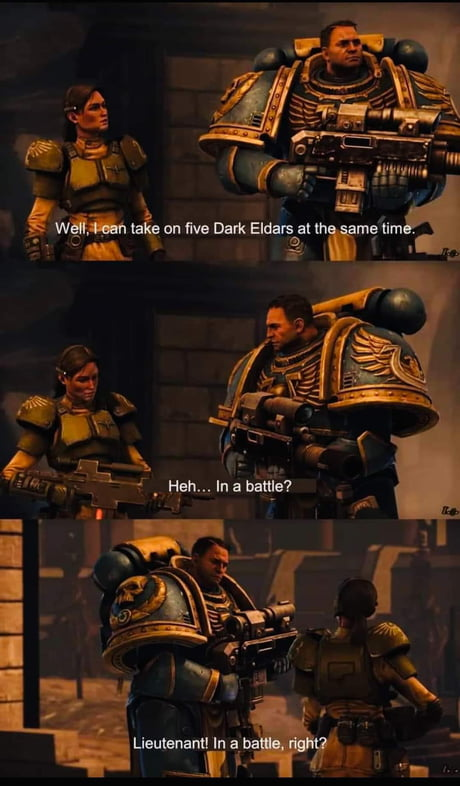 Well, I can take on five Dark Eldars at the same time.
Heh... In a battle?
Lieutenant! In a battle, right?